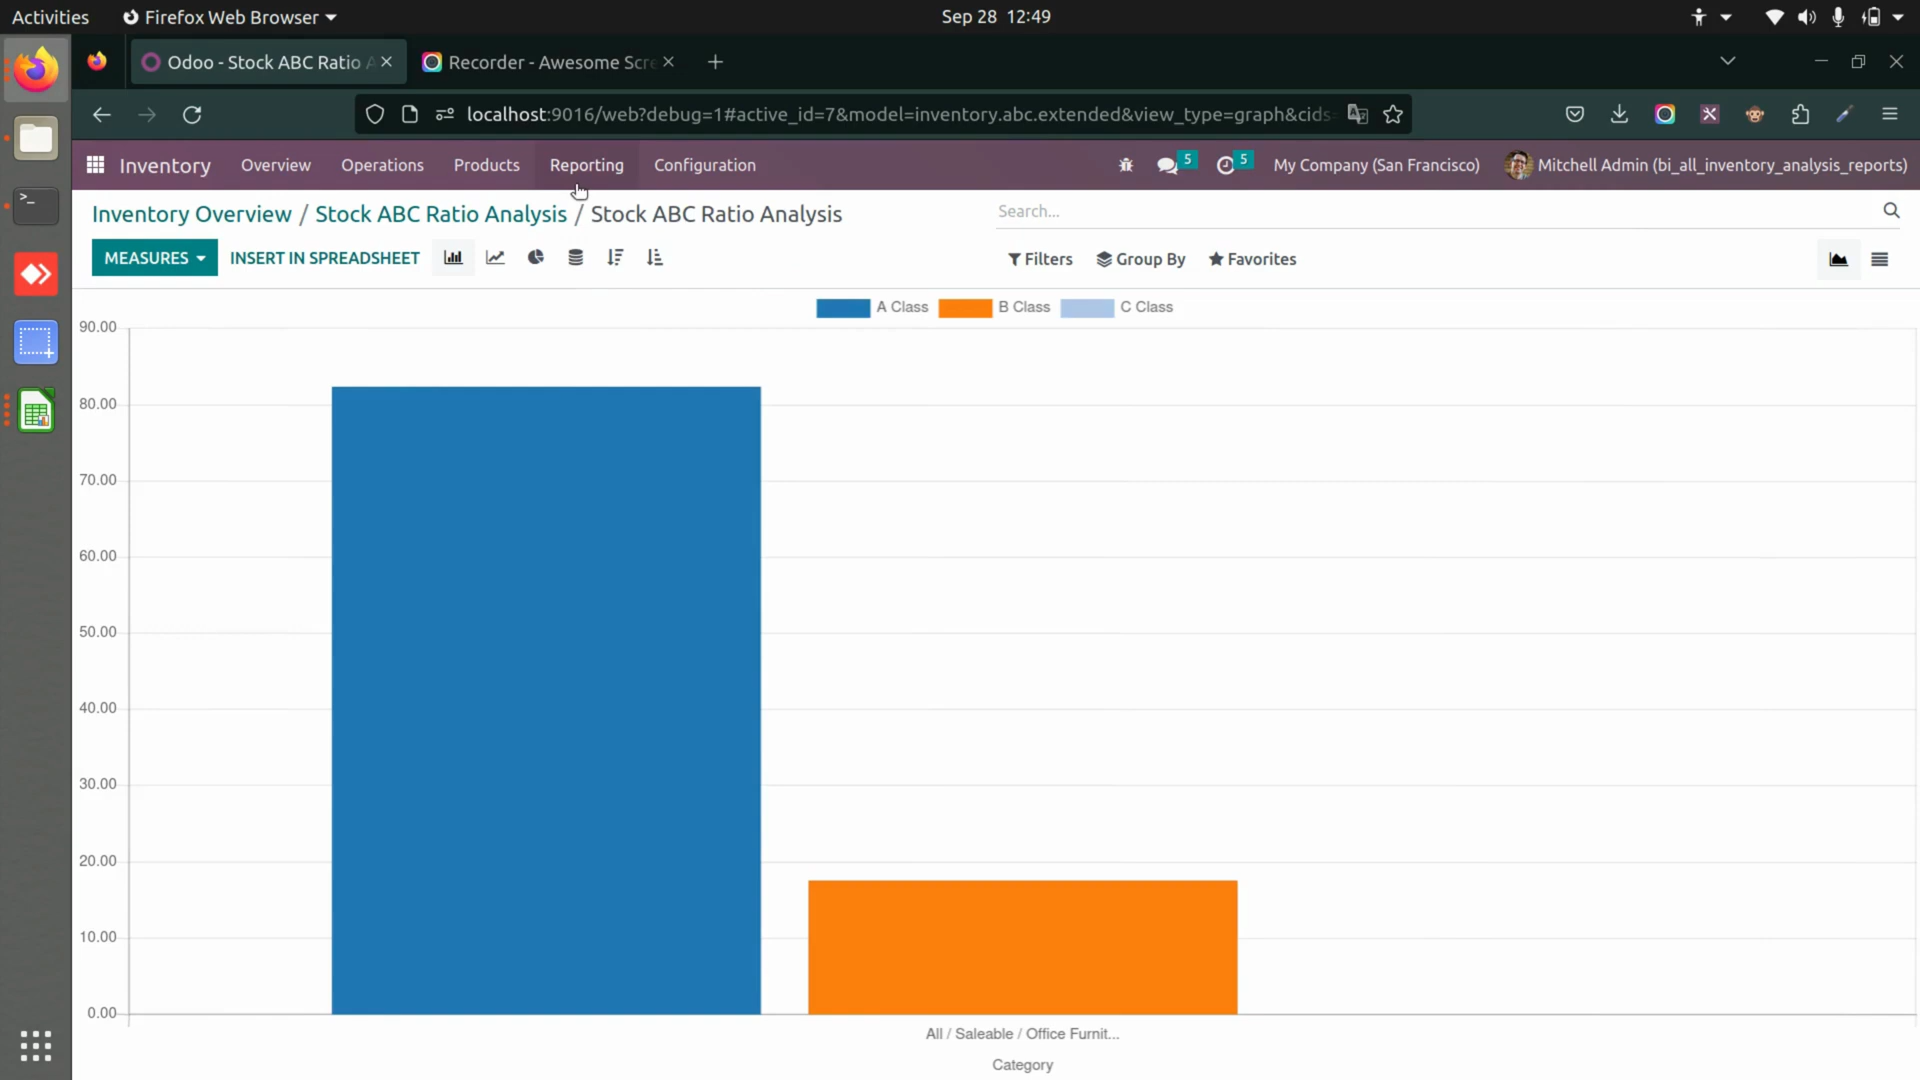 Activities Firefox Web Browser Sep 28 12:49
Odoo - Stock ABC Ratio A Recorder - Awesome Scre
localhost:9016/web?debug=1#active_id=7&model=inventory.abc.extended&view_type=graph&cids=
Inventory Overview Operations Products Reporting Configuration 5 5 My Company (San Francisco) Mitchell Admin (bi_all_inventory_analysis_reports)
Inventory Overview / Stock ABC Ratio Analysis / Stock ABC Ratio Analysis Search...
MEASURES INSERT IN SPREADSHEET Filters Group By Favorites
A Class B Class C Class
90.00
80.00
70.00
60.00
50.00
40.00
30.00
20.00
10.00
0.00
All / Saleable / Office Furnit...
Category